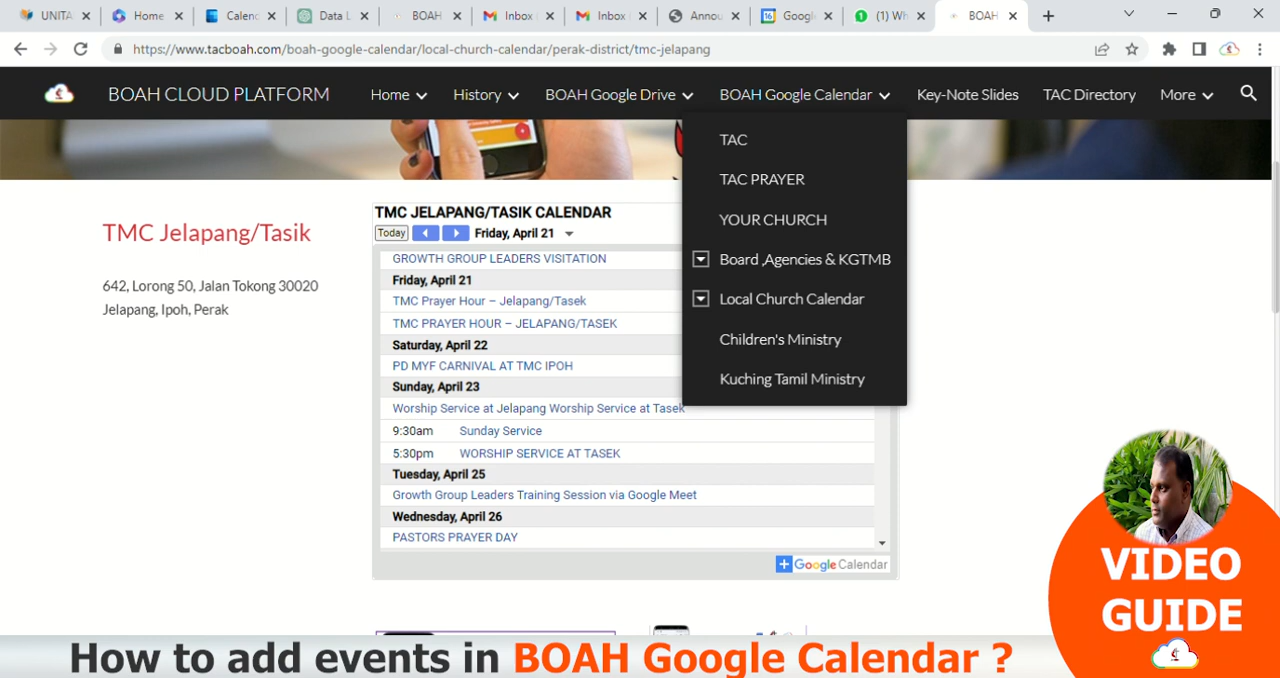 UNITA
Home
Calenc
Data L
BOAH
Inbox
Inbox
Annou
16 Google
1 (1) Wh
BOAH
https://www.tacboah.com/boah-google-calendar/local-church-calendar/perak-district/tmc-jelapang
BOAH CLOUD PLATFORM
Home
History
BOAH Google Drive
BOAH Google Calendar
Key-Note Slides
TAC Directory
More
TAC
TAC PRAYER
YOUR CHURCH
Board ,Agencies & KGTMB
Local Church Calendar
Children's Ministry
Kuching Tamil Ministry
TMC Jelapang/Tasik
642, Lorong 50, Jalan Tokong 30020
Jelapang, Ipoh, Perak
TMC JELAPANG/TASIK CALENDAR
Today Friday, April 21
GROWTH GROUP LEADERS VISITATION
Friday, April 21
TMC Prayer Hour – Jelapang/Tasek
TMC PRAYER HOUR – JELAPANG/TASEK
Saturday, April 22
PD MYF CARNIVAL AT TMC IPOH
Sunday, April 23
Worship Service at Jelapang Worship Service at Tasek
9:30am Sunday Service
5:30pm WORSHIP SERVICE AT TASEK
Tuesday, April 25
Growth Group Leaders Training Session via Google Meet
Wednesday, April 26
PASTORS PRAYER DAY
+ Google Calendar
VIDEO
GUIDE
How to add events in BOAH Google Calendar ?